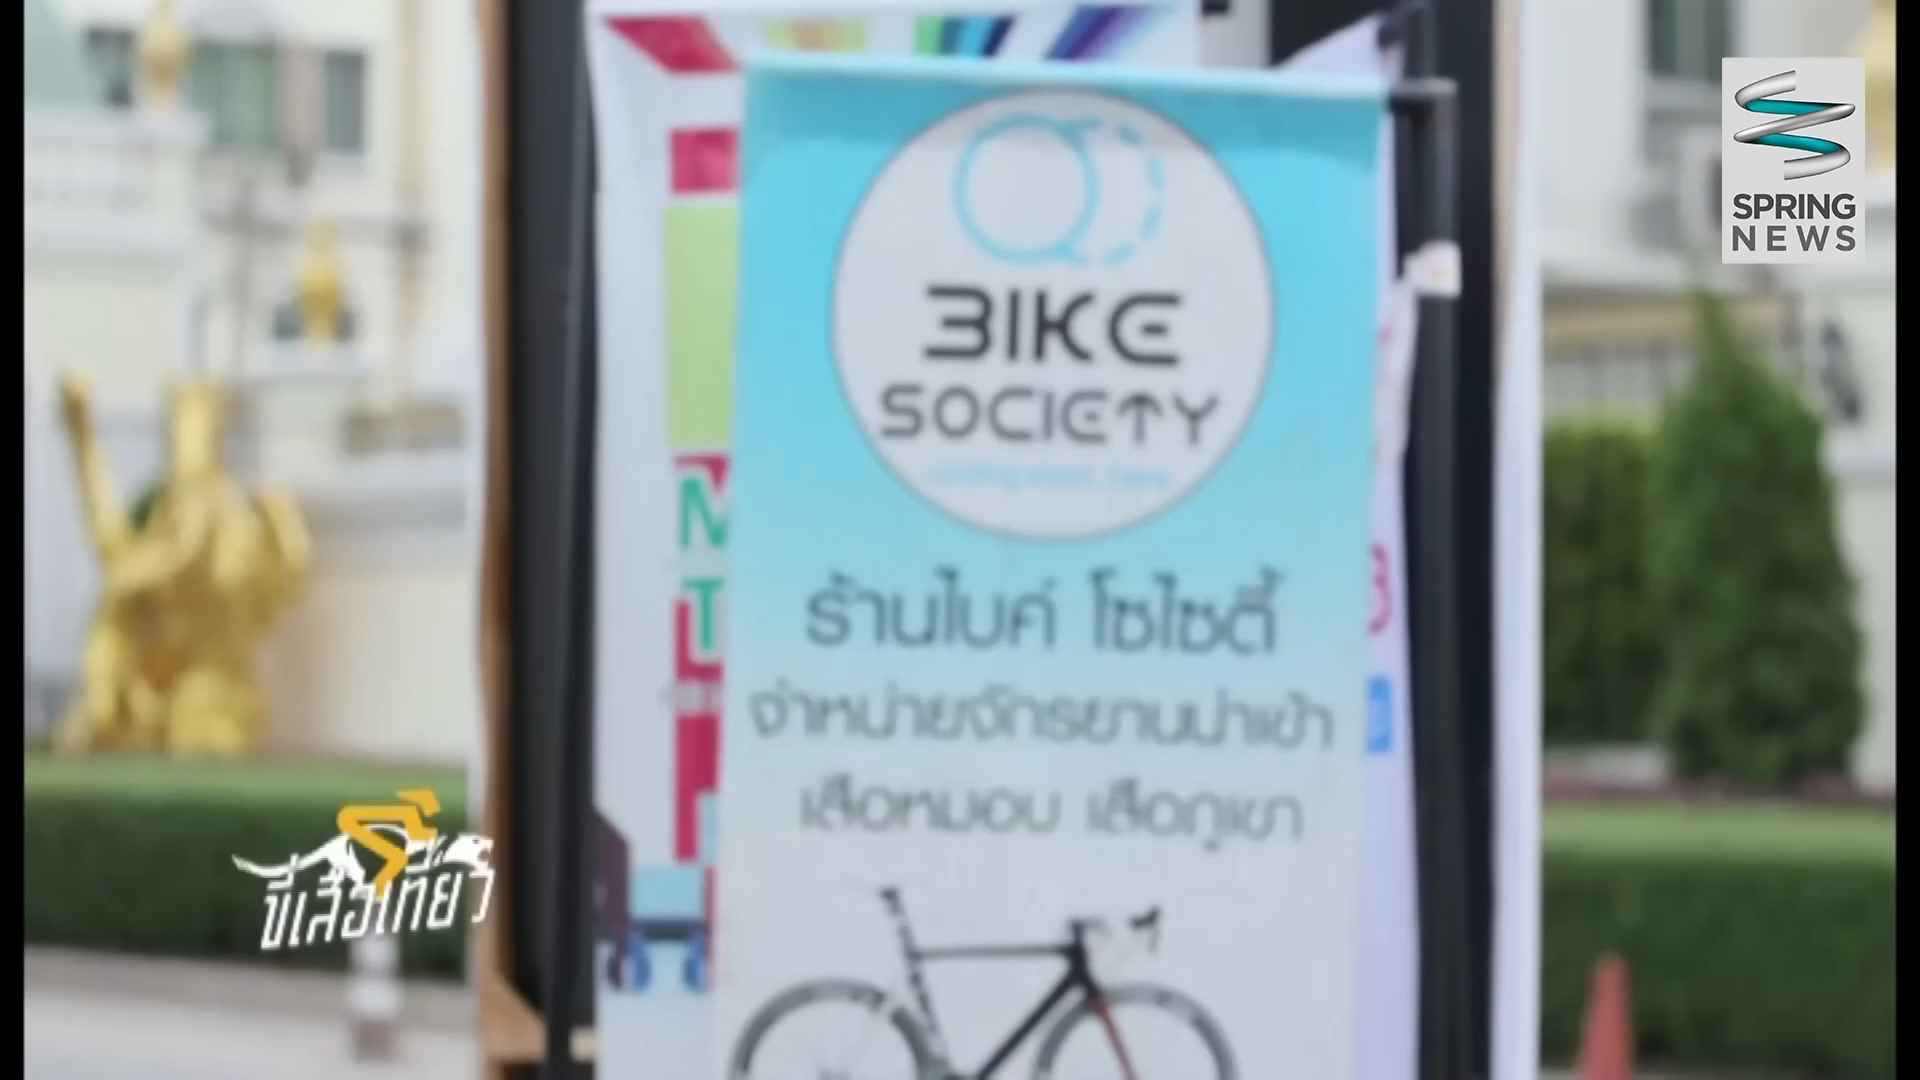 SPRING
NEWS
BIKE
SOCIETY
M
T
ร้านไบค์ โซไซตี้
จำหน่ายจักรยานนำเข้า
เสือหมอบ เสือภูเขา
ขี่เสือเที่ยว